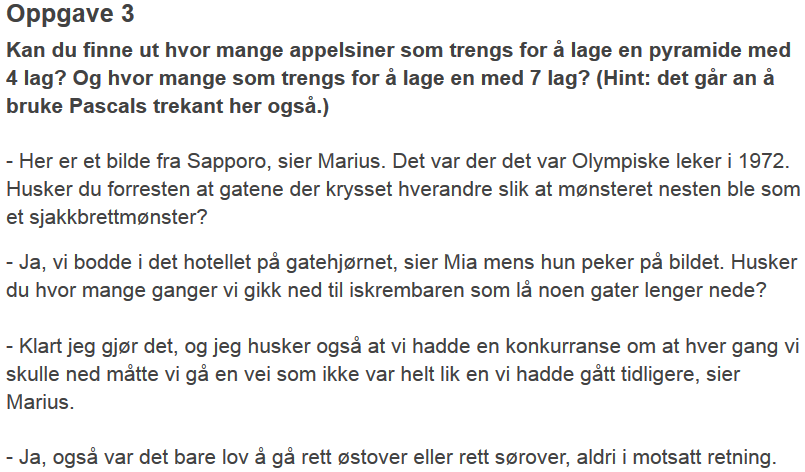 Oppgave 3
Kan du finne ut hvor mange appelsiner som trengs for å lage en pyramide med
4 lag? Og hvor mange som trengs for å lage en med 7 lag? (Hint: det går an å
bruke Pascals trekant her også.)
- Her er et bilde fra Sapporo, sier Marius. Det var der det var Olympiske leker i 1972.
Husker du forresten at gatene der krysset hverandre slik at mønsteret nesten ble som
et sjakkbrettmønster?
- Ja, vi bodde i det hotellet på gatehjørnet, sier Mia mens hun peker på bildet. Husker
du hvor mange ganger vi gikk ned til iskrembaren som lå noen gater lenger nede?
- Klart jeg gjør det, og jeg husker også at vi hadde en konkurranse om at hver gang vi
skulle ned måtte vi gå en vei som ikke var helt lik en vi hadde gått tidligere, sier
Marius.
- Ja, også var det bare lov å gå rett østover eller rett sørover, aldri i motsatt retning.